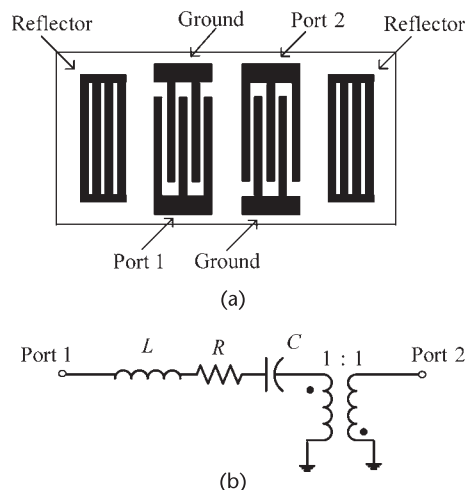 Reflector
Ground
Port 2
Reflector
Port 1
Ground
(a)
Port 1
L
R
C
1 : 1
Port 2
(b)